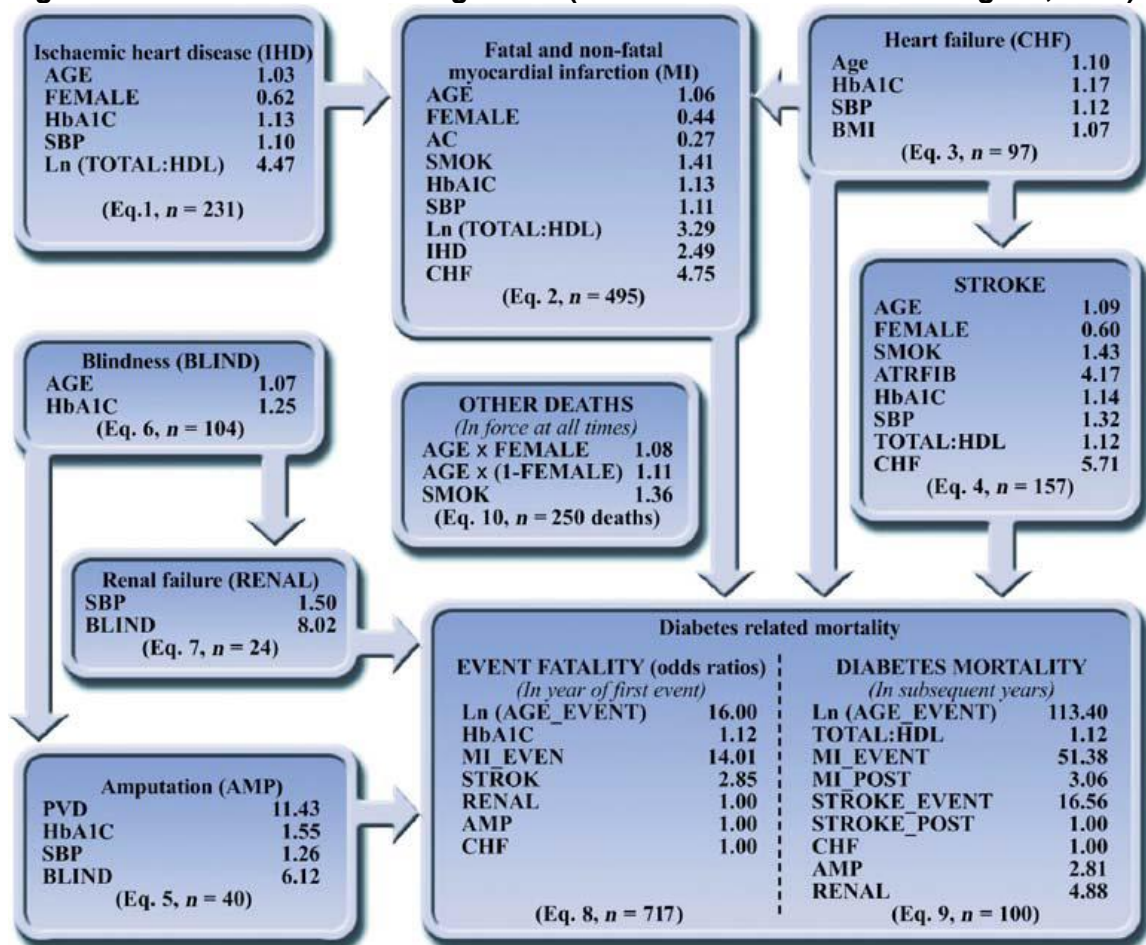 Ischaemic heart disease (IHD)
AGE 1.03
FEMALE 0.62
HbA1C 1.13
SBP 1.10
Ln (TOTAL:HDL) 4.47
(Eq.1, n = 231)
Fatal and non-fatal
myocardial infarction (MI)
AGE 1.06
FEMALE 0.44
AC 0.27
SMOK 1.41
HbA1C 1.13
SBP 1.11
Ln (TOTAL:HDL) 3.29
IHD 2.49
CHF 4.75
(Eq. 2, n = 495)
Heart failure (CHF)
Age 1.10
HbA1C 1.17
SBP 1.12
BMI 1.07
(Eq. 3, n = 97)
STROKE
AGE 1.09
FEMALE 0.60
SMOK 1.43
ATRFIB 4.17
HbA1C 1.14
SBP 1.32
TOTAL:HDL 1.12
CHF 5.71
(Eq. 4, n = 157)
Blindness (BLIND)
AGE 1.07
HbA1C 1.25
(Eq. 6, n = 104)
OTHER DEATHS
(In force at all times)
AGE x FEMALE 1.08
AGE x (1-FEMALE) 1.11
SMOK 1.36
(Eq. 10, n = 250 deaths)
Renal failure (RENAL)
SBP 1.50
BLIND 8.02
(Eq. 7, n = 24)
Amputation (AMP)
PVD 11.43
HbA1C 1.55
SBP 1.26
BLIND 6.12
(Eq. 5, n = 40)
Diabetes related mortality
EVENT FATALITY (odds ratios)
(In year of first event)
Ln (AGE_EVENT) 16.00
HbA1C 1.12
MI_EVEN 14.01
STROK 2.85
RENAL 1.00
AMP 1.00
CHF 1.00
(Eq. 8, n = 717)
DIABETES MORTALITY
(In subsequent years)
Ln (AGE_EVENT) 113.40
TOTAL:HDL 1.12
MI_EVENT 51.38
MI_POST 3.06
STROKE_EVENT 16.56
STROKE_POST 1.00
CHF 1.00
AMP 2.81
RENAL 4.88
(Eq. 9, n = 100)